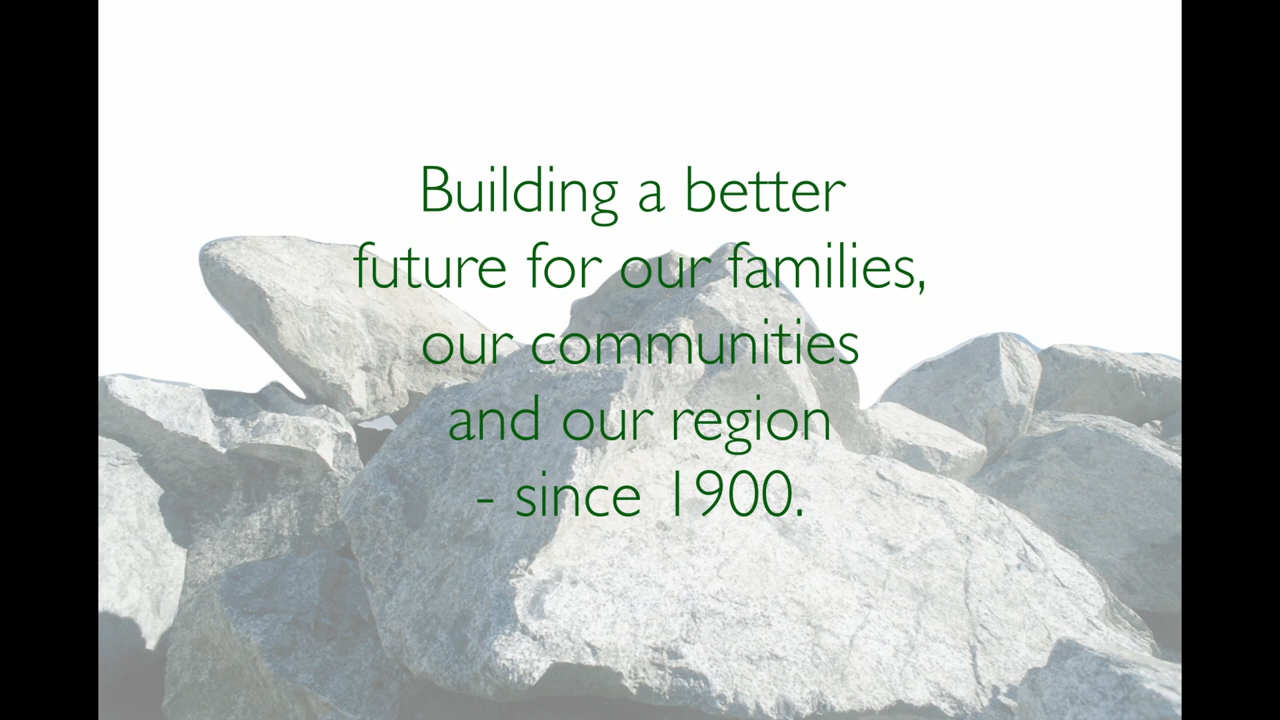 Building a better
future for our families,
our communities
and our region
- since 1900.